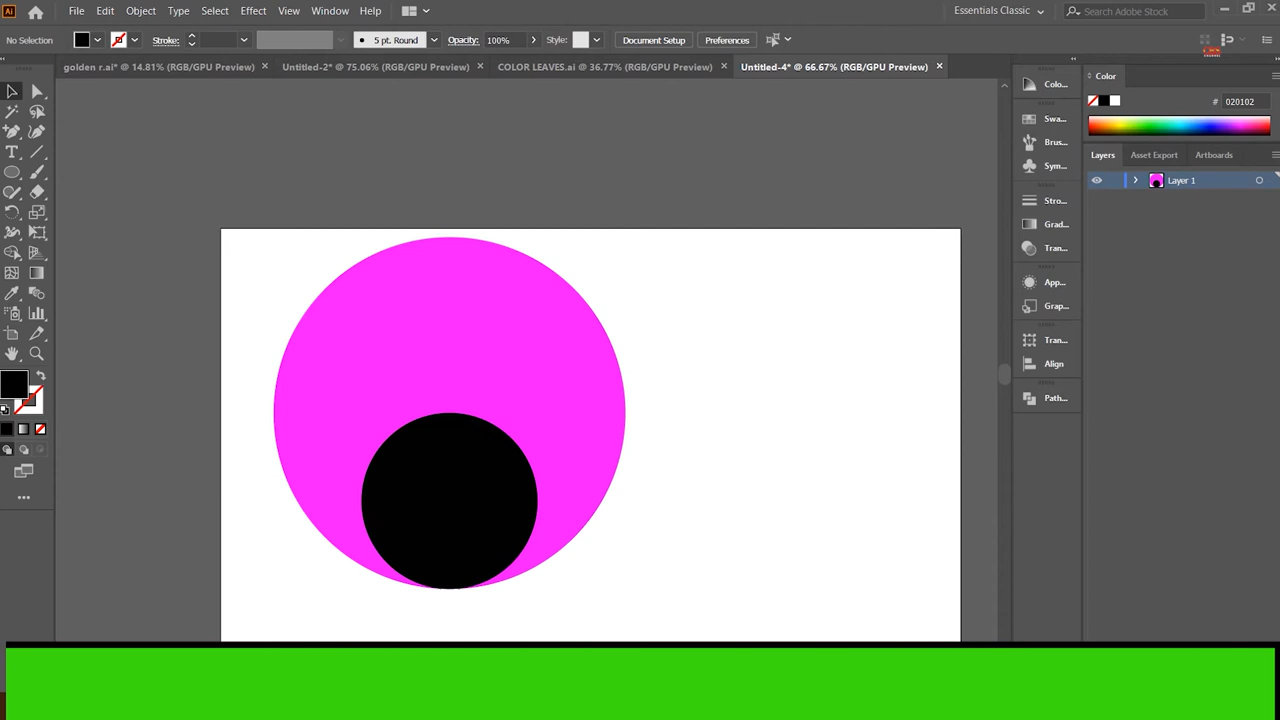 Ai File Edit Object Type Select Effect View Window Help Essentials Classic Search Adobe Stock
No Selection Stroke: 5 pt. Round Opacity: 100% Style: Document Setup Preferences
golden r.ai* @ 14.81% (RGB/GPU Preview) Untitled-2* @ 75.06% (RGB/GPU Preview) COLOR LEAVES.ai @ 36.77% (RGB/GPU Preview) Untitled-4* @ 66.67% (RGB/GPU Preview)
Color
Colo...
# 020102
Swa...
Brus...
Layers Asset Export Artboards
Sym...
Layer 1
Stro...
Grad...
Tran...
App...
Grap...
Tran...
Align
Path...